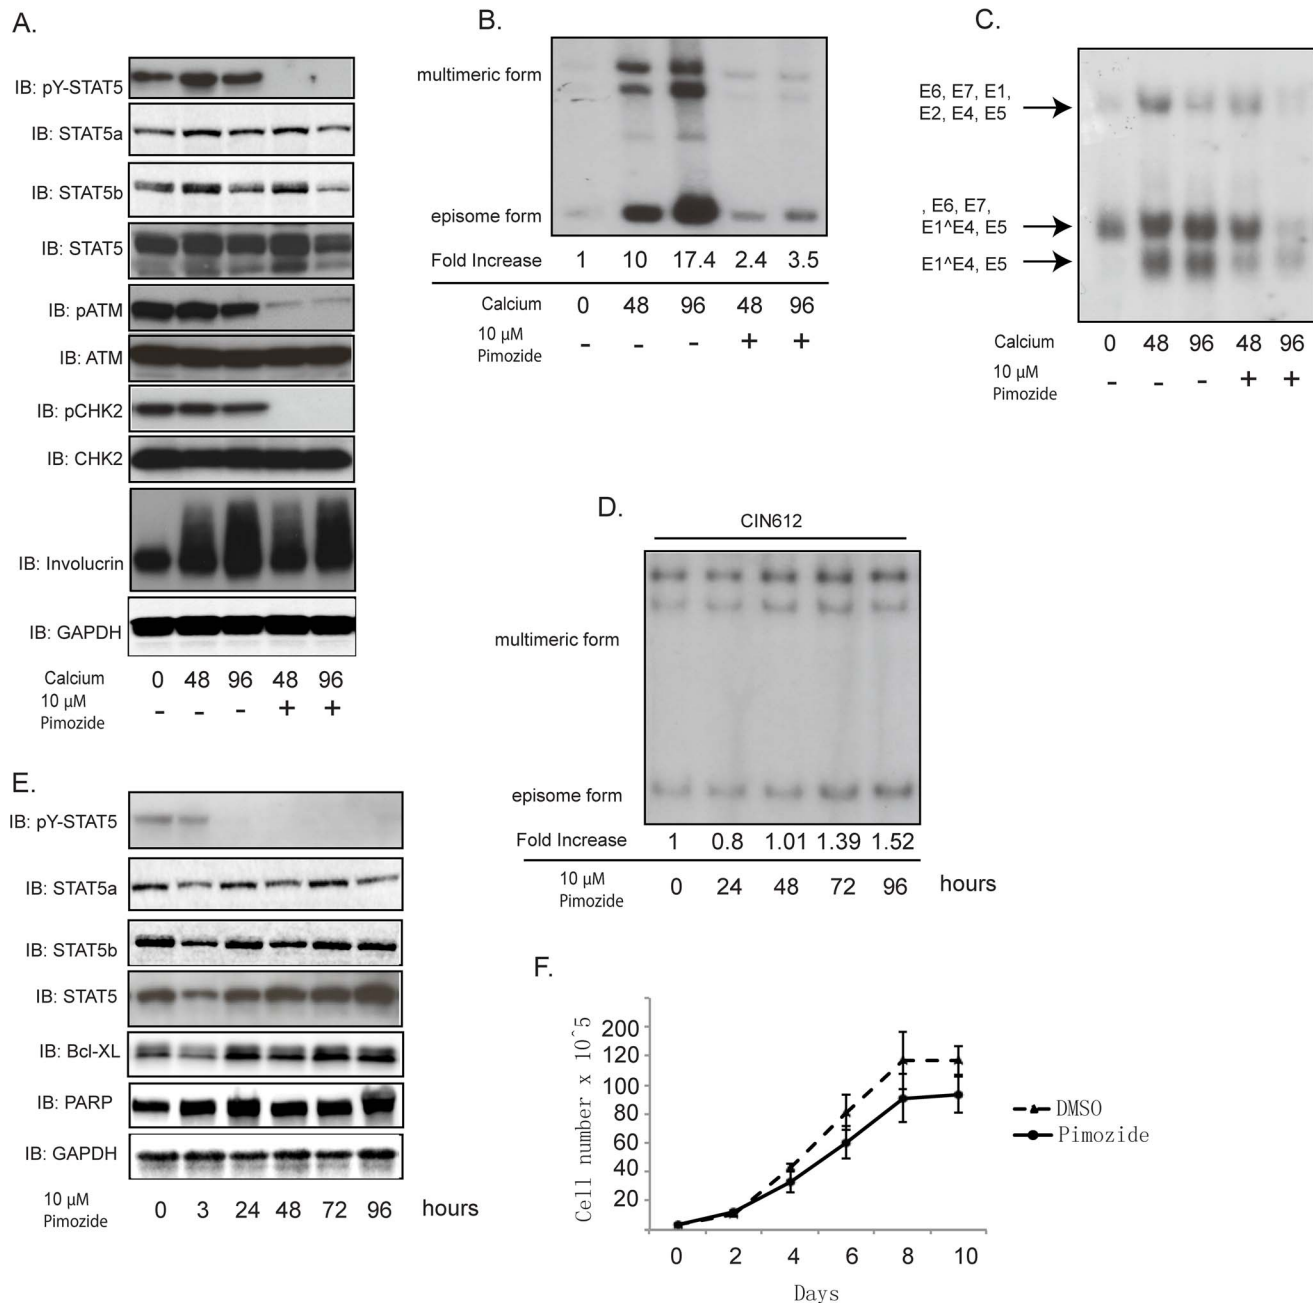 A.
IB: pY-STAT5
IB: STAT5a
IB: STAT5b
IB: STAT5
IB: pATM
IB: ATM
IB: pCHK2
IB: CHK2
IB: Involucrin
IB: GAPDH
Calcium 0 48 96 48 96
10 µM
Pimozide - - - + +
B.
multimeric form
episome form
Fold Increase 1 10 17.4 2.4 3.5
Calcium 0 48 96 48 96
10 µM
Pimozide - - - + +
C.
E6, E7, E1,
E2, E4, E5
, E6, E7,
E1^E4, E5
E1^E4, E5
Calcium 0 48 96 48 96
10 µM
Pimozide - - - + +
D.
CIN612
multimeric form
episome form
Fold Increase 1 0.8 1.01 1.39 1.52
10 µM
Pimozide 0 24 48 72 96 hours
E.
IB: pY-STAT5
IB: STAT5a
IB: STAT5b
IB: STAT5
IB: Bcl-XL
IB: PARP
IB: GAPDH
10 µM
Pimozide 0 3 24 48 72 96 hours
F.
Cell number x 10^5
200
120
100
80
60
40
20
0 2 4 6 8 10
Days
DMSO
Pimozide